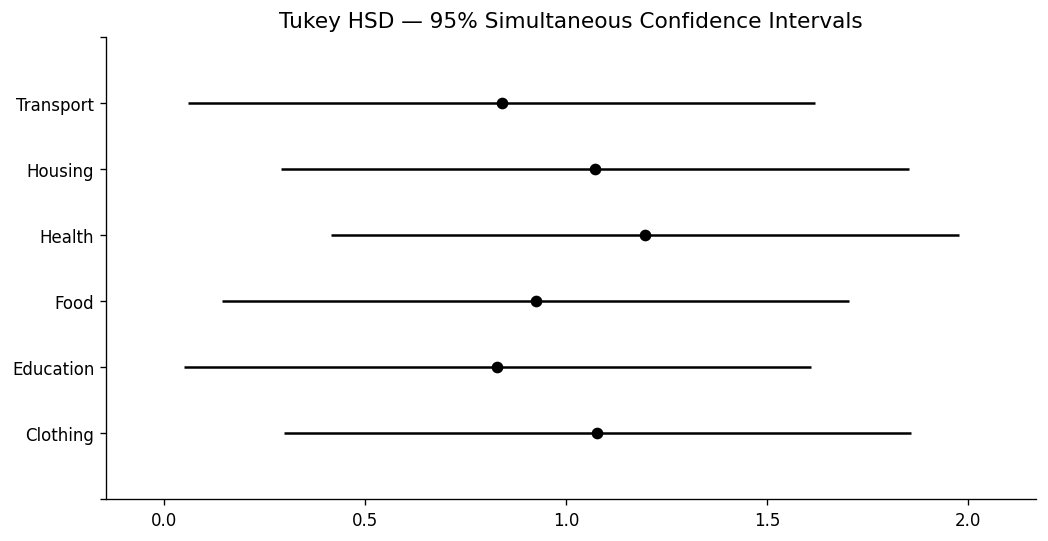 Tukey HSD — 95% Simultaneous Confidence Intervals
Transport
Housing
Health
Food
Education
Clothing
0.0 0.5 1.0 1.5 2.0